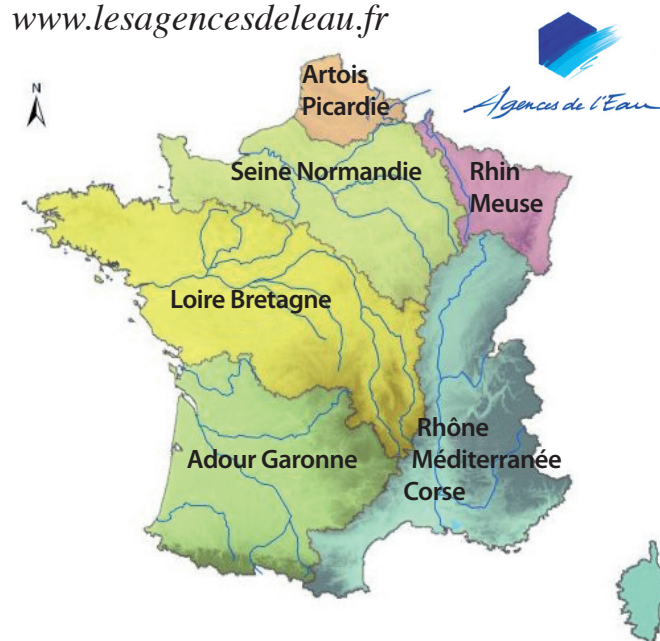 www.lesagencesdeleau.fr
Agences de l'Eau
N
Artois
Picardie
Seine Normandie
Rhin
Meuse
Loire Bretagne
Rhône
Méditerranée
Corse
Adour Garonne